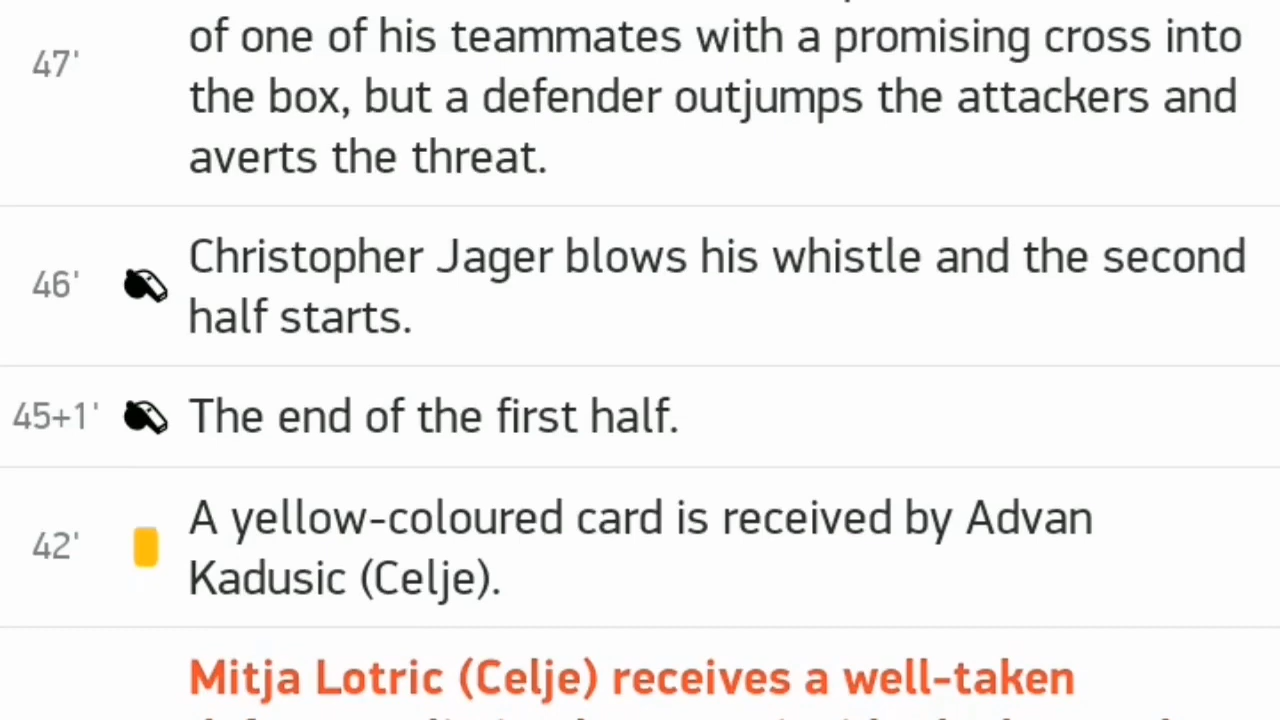 of one of his teammates with a promising cross into
47'
the box, but a defender outjumps the attackers and
averts the threat.
Christopher Jager blows his whistle and the second
46'
half starts.
45+1' The end of the first half.
A yellow-coloured card is received by Advan
42'
Kadusic (Celje).
Mitja Lotric (Celje) receives a well-taken